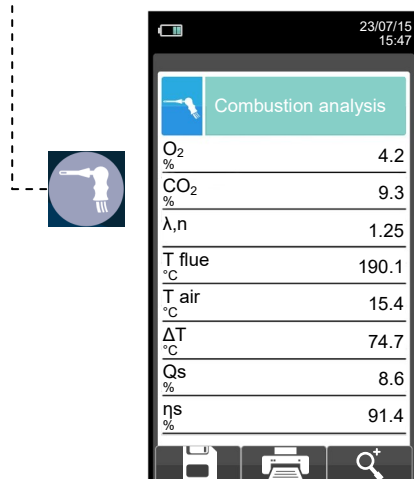 23/07/15
15:47
Combustion analysis
O₂
%
4.2
CO₂
%
9.3
λ,n
1.25
T flue
°C
190.1
T air
°C
15.4
ΔT
°C
74.7
Qs
%
8.6
ηs
%
91.4